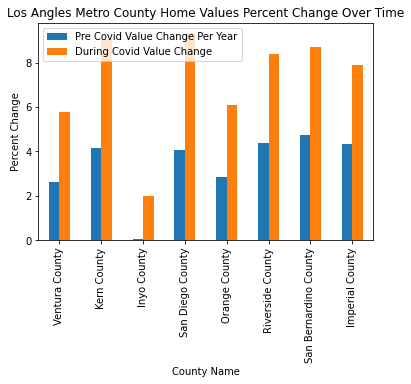 Los Angles Metro County Home Values Percent Change Over Time
Pre Covid Value Change Per Year
During Covid Value Change
Percent Change
8
6
4
2
0
Ventura County
Kern County
Inyo County
San Diego County
Orange County
Riverside County
San Bernardino County
Imperial County
County Name